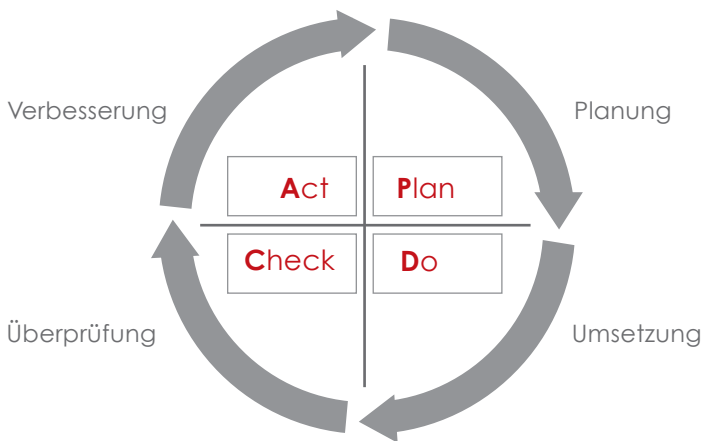 Verbesserung
Planung
Act
Plan
Check
Do
Überprüfung
Umsetzung